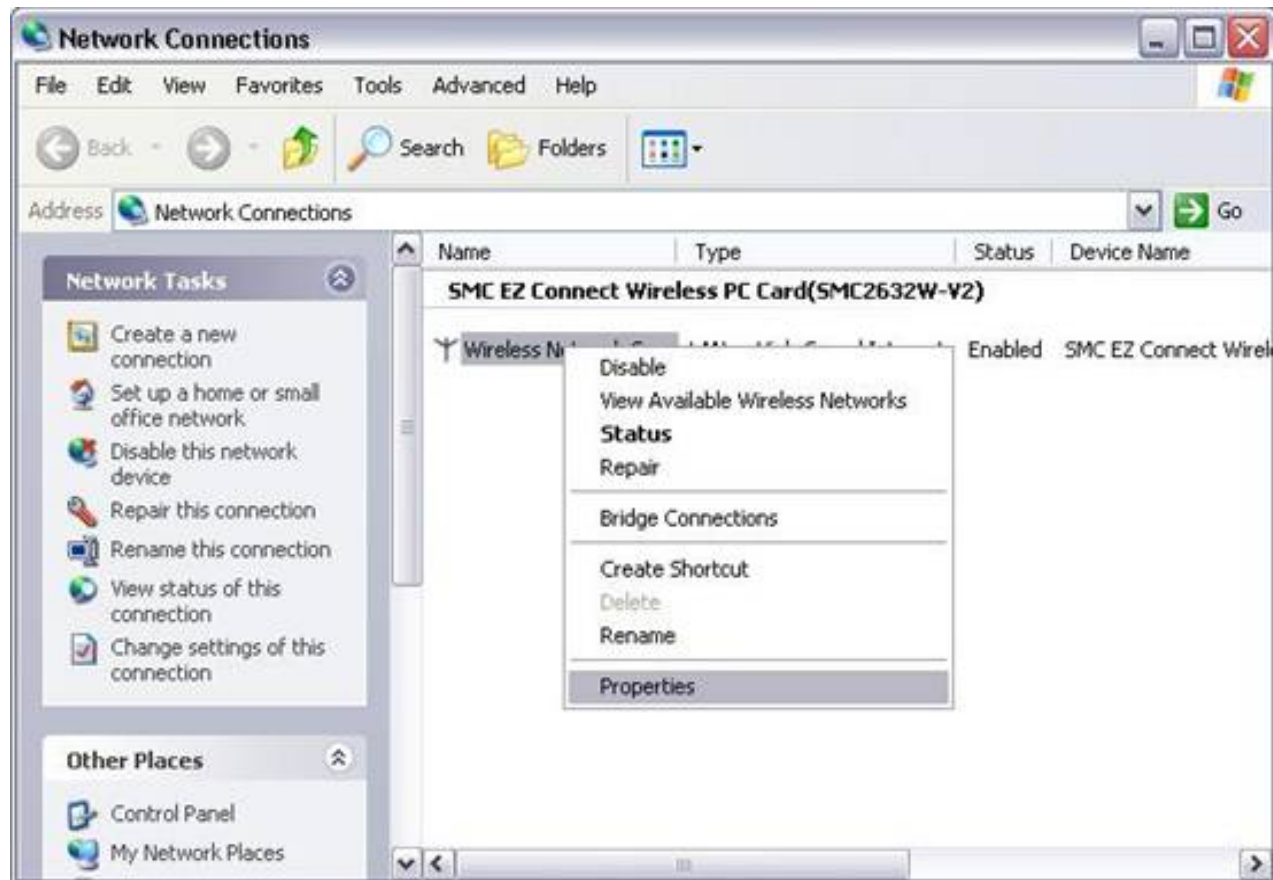 Network Connections
File Edit View Favorites Tools Advanced Help
Back Search Folders
Address Network Connections Go
Network Tasks
Create a new
connection
Set up a home or small
office network
Disable this network
device
Repair this connection
Rename this connection
View status of this
connection
Change settings of this
connection
Other Places
Control Panel
My Network Places
Name Type Status Device Name
SMC EZ Connect Wireless PC Card(SMC2632W-V2)
Wireless Enabled SMC EZ Connect
Disable
View Available Wireless Networks
Status
Repair
Bridge Connections
Create Shortcut
Delete
Rename
Properties